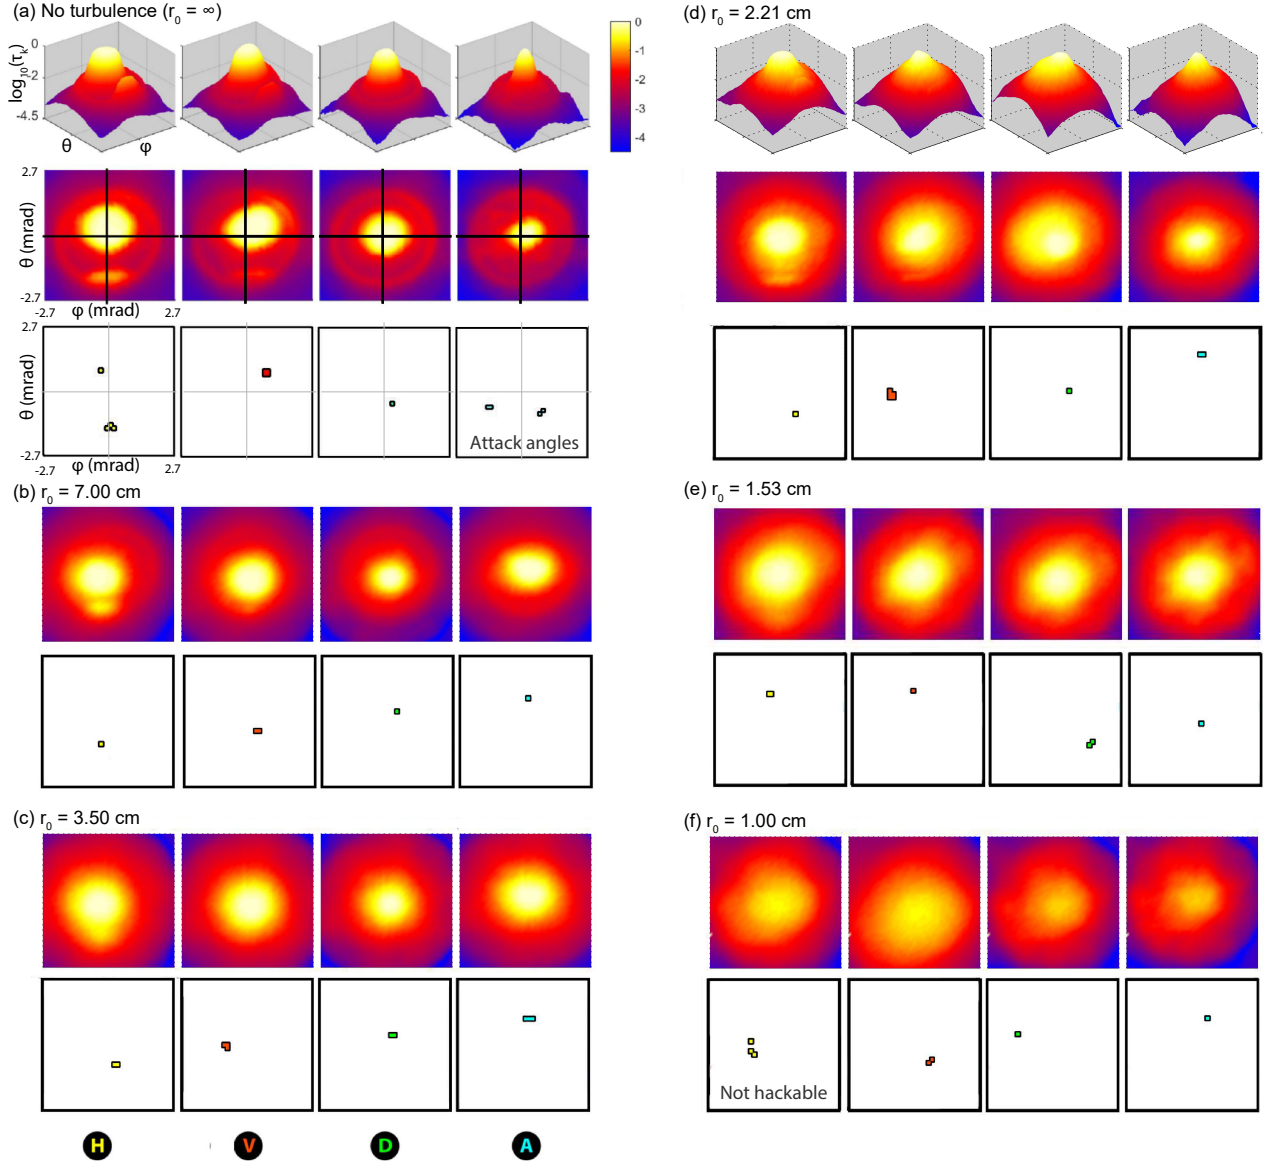 (a) No turbulence (r0 = ∞)
log10(τk)
0
-2
-4.5
θ
φ
0
-1
-2
-3
-4
2.7
θ (mrad)
-2.7
-2.7
φ (mrad)
2.7
2.7
θ (mrad)
-2.7
-2.7
φ (mrad)
2.7
Attack angles
(b) r0 = 7.00 cm
(c) r0 = 3.50 cm
H
V
D
A
(d) r0 = 2.21 cm
(e) r0 = 1.53 cm
(f) r0 = 1.00 cm
Not hackable